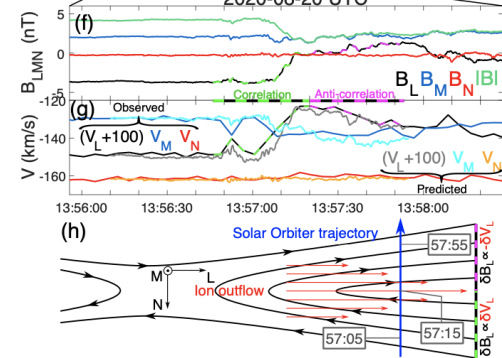 2020-08-20 UTC
(f)
B_LMN (nT)
5
0
-5
B_L B_M B_N |B|
Correlation Anti-correlation
(g)
V (km/s)
-120
-140
-160
Observed
(V_L+100) V_M V_N
(V_L+100) V_M V_N
Predicted
13:56:00 13:56:30 13:57:00 13:57:30 13:58:00
(h)
Solar Orbiter trajectory
57:55
M L
N
Ion outflow
57:05
57:15
δB_L∝-δV_L
δB_L∝δV_L